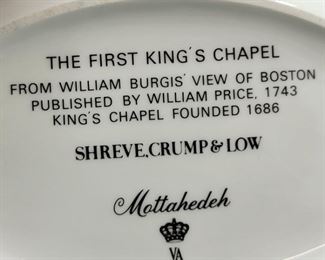 THE FIRST KING'S CHAPEL
FROM WILLIAM BURGIS' VIEW OF BOSTON
PUBLISHED BY WILLIAM PRICE, 1743
KING'S CHAPEL FOUNDED 1686
SHREVE, CRUMP & LOW
Mottahedeh
VA